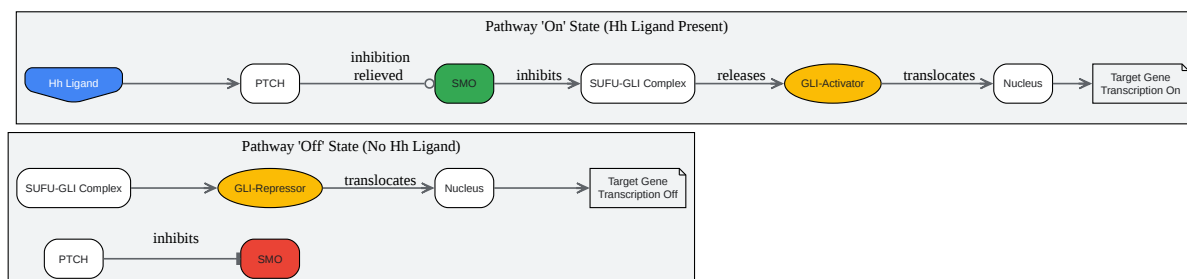 Pathway 'On' State (Hh Ligand Present)
Hh Ligand
PTCH
inhibition
relieved
SMO
inhibits
SUFU-GLI Complex
releases
GLI-Activator
translocates
Nucleus
Target Gene
Transcription On
Pathway 'Off' State (No Hh Ligand)
SUFU-GLI Complex
GLI-Repressor
translocates
Nucleus
Target Gene
Transcription Off
PTCH
inhibits
SMO